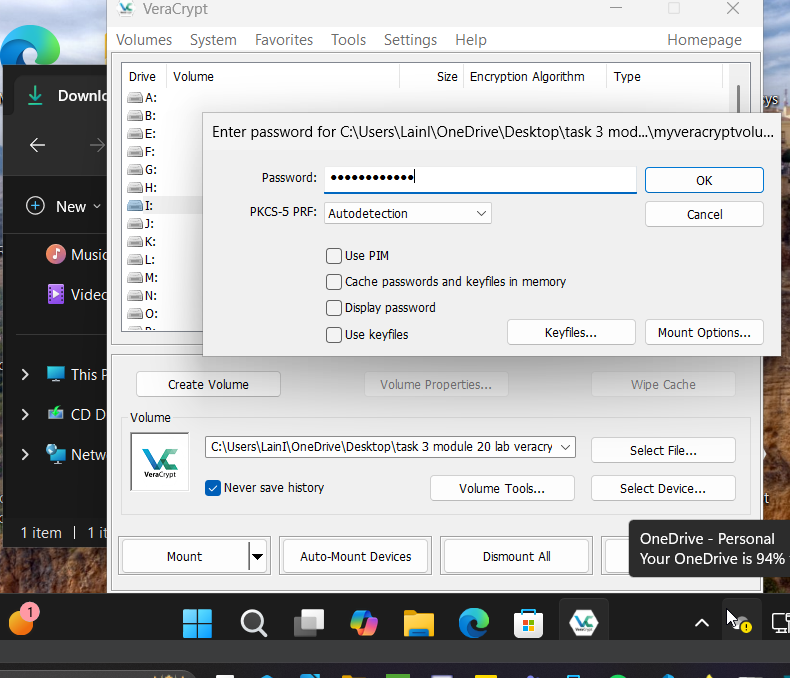 VeraCrypt
Volumes System Favorites Tools Settings Help Homepage
Drive Volume Size Encryption Algorithm Type
A:
B:
E:
F:
G:
H:
I:
J:
K:
L:
M:
N:
O:
Enter password for C:\Users\LainI\OneDrive\Desktop\task 3 mod...\myveracryptvolu...
Password: ●●●●●●●●●●●● OK
PKCS-5 PRF: Autodetection Cancel
Use PIM
Cache passwords and keyfiles in memory
Display password
Use keyfiles Keyfiles... Mount Options...
Create Volume Volume Properties... Wipe Cache
Volume
VeraCrypt
C:\Users\LainI\OneDrive\Desktop\task 3 module 20 lab veracry Select File...
Never save history Volume Tools... Select Device...
Mount Auto-Mount Devices Dismount All
OneDrive - Personal
Your OneDrive is 94%
Downlo
New
Music
Video
This P
CD D
Netw
1 item 1 it
sys
1